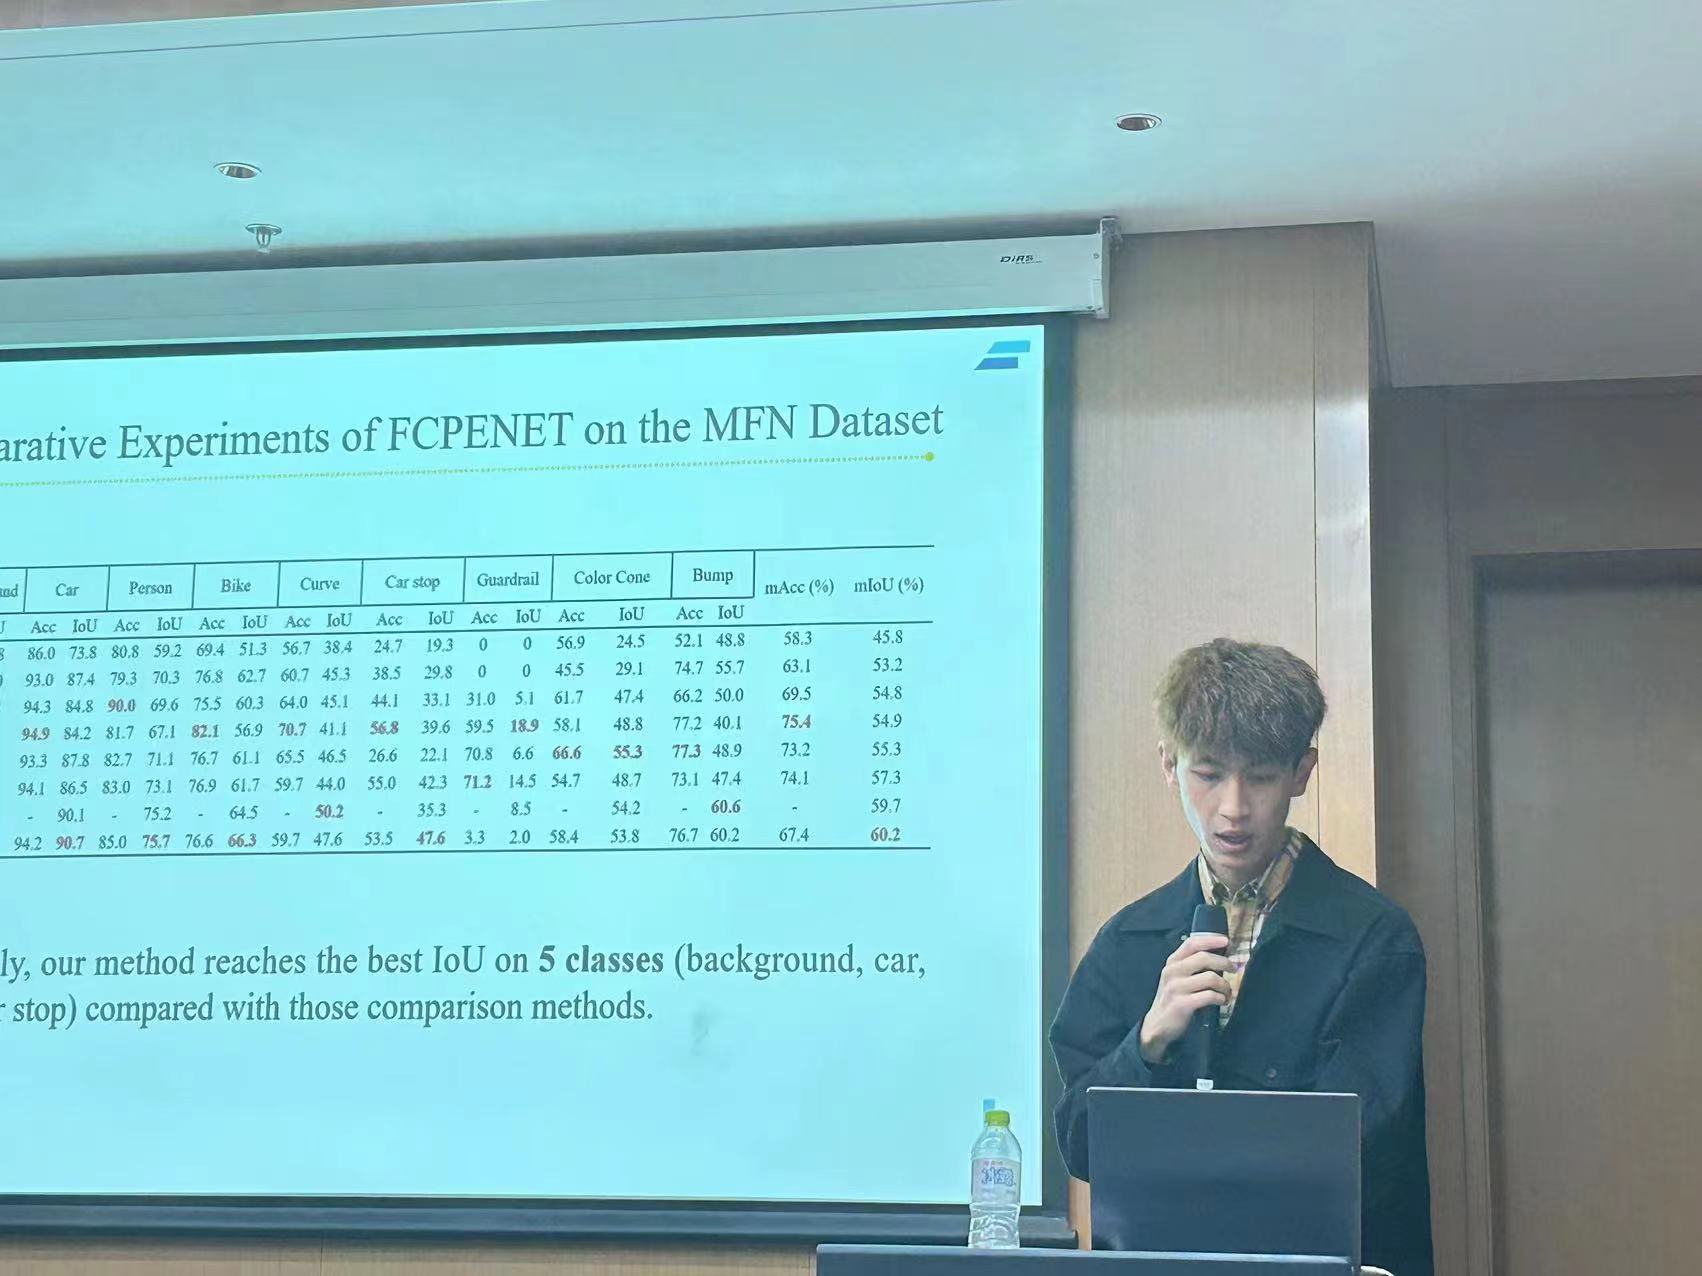 arative Experiments of FCPENET on the MFN Dataset
Car Person Bike Curve Car stop Guardrail Color Cone Bump mAcc (%) mIoU (%)
Acc IoU Acc IoU Acc IoU Acc IoU Acc IoU Acc IoU Acc IoU Acc IoU
86.0 73.8 80.8 59.2 69.4 51.3 56.7 38.4 24.7 19.3 0 0 56.9 24.5 52.1 48.8 58.3 45.8
93.0 87.4 79.3 70.3 76.8 62.7 60.7 45.3 38.5 29.8 0 0 45.5 29.1 74.7 55.7 63.1 53.2
94.3 84.8 90.0 69.6 75.5 60.3 64.0 45.1 44.1 33.1 31.0 5.1 61.7 47.4 66.2 50.0 69.5 54.8
94.9 84.2 81.7 67.1 82.1 56.9 70.7 41.1 56.8 39.6 59.5 18.9 58.1 48.8 77.2 40.1 75.4 54.9
93.3 87.8 82.7 71.1 76.7 61.1 65.5 46.5 26.6 22.1 70.8 6.6 66.6 55.3 77.3 48.9 73.2 55.3
94.1 86.5 83.0 73.1 76.9 61.7 59.7 44.0 55.0 42.3 71.2 14.5 54.7 48.7 73.1 47.4 74.1 57.3
- 90.1 - 75.2 - 64.5 - 50.2 - 35.3 - 8.5 - 54.2 - 60.6 - 59.7
94.2 90.7 85.0 75.7 76.6 66.3 59.7 47.6 53.5 47.6 3.3 2.0 58.4 53.8 76.7 60.2 67.4 60.2
ly, our method reaches the best IoU on 5 classes (background, car,
stop) compared with those comparison methods.